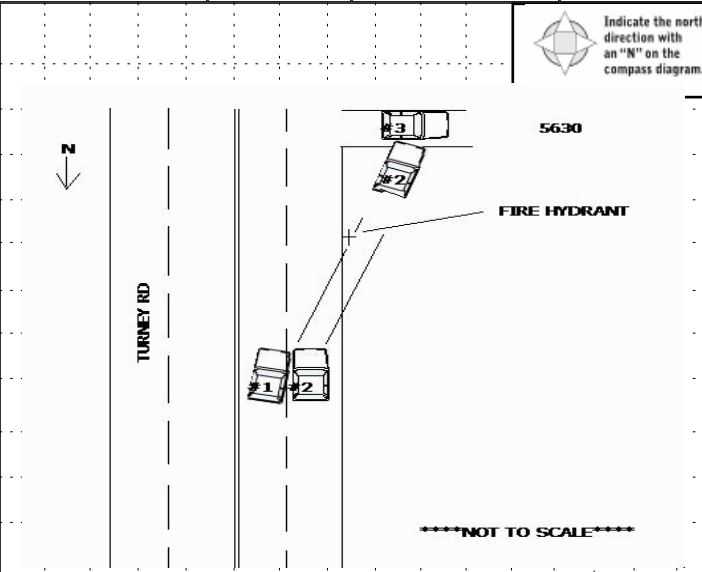 Indicate the north
direction with
an “N” on the
compass diagram.
#3
5630
N
#2
FIRE HYDRANT
TURNEY RD
#1
#2
****NOT TO SCALE****